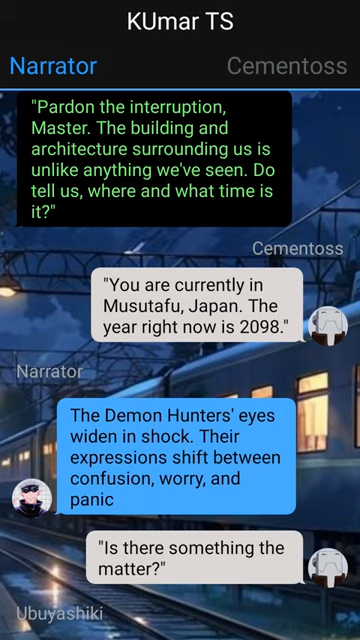 KUmar TS
Narrator
Cementoss
"Pardon the interruption,
Master. The building and
architecture surrounding us is
unlike anything we've seen. Do
tell us, where and what time is
it?"
Cementoss
"You are currently in
Musutafu, Japan. The
year right now is 2098."
Narrator
The Demon Hunters' eyes
widen in shock. Their
expressions shift between
confusion, worry, and
panic
"Is there something the
matter?"
Ubuyashiki